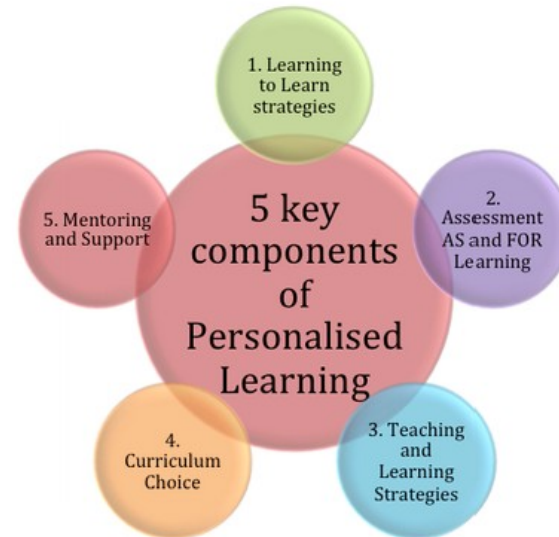 1. Learning
to Learn
strategies
5 key
components
of
Personalised
Learning
2.
Assessment
AS and FOR
Learning
3. Teaching
and
Learning
Strategies
4.
Curriculum
Choice
5. Mentoring
and Support